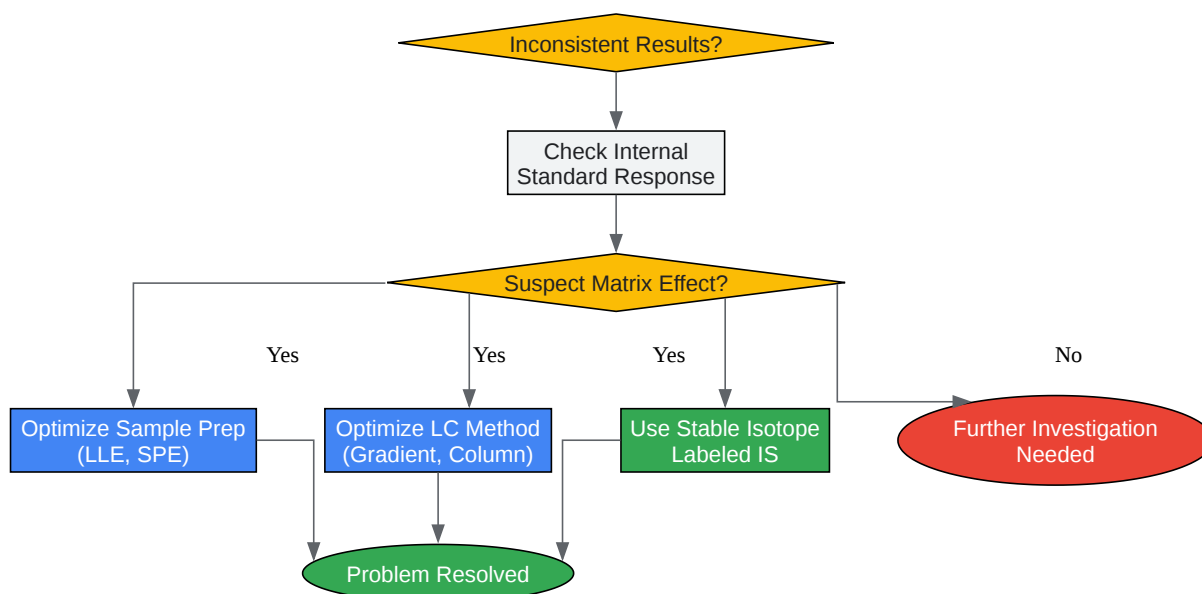 Inconsistent Results?
Check Internal
Standard Response
Suspect Matrix Effect?
Yes
Yes
Yes
No
Optimize Sample Prep
(LLE, SPE)
Optimize LC Method
(Gradient, Column)
Use Stable Isotope
Labeled IS
Further Investigation
Needed
Problem Resolved